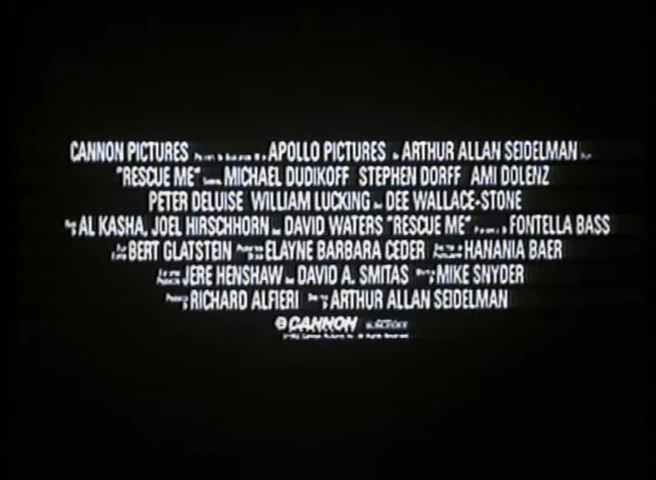 CANNON PICTURES APOLLO PICTURES ARTHUR ALLAN SEIDELMAN
"RESCUE ME" MICHAEL DUDIKOFF STEPHEN DORFF AMI DOLENZ
PETER DELUISE WILLIAM LUCKING DEE WALLACE-STONE
AL KASHA, JOEL HIRSCHHORN DAVID WATERS "RESCUE ME" FONTELLA BASS
BERT GLATSTEIN ELAYNE BARBARA CEDER HANANIA BAER
JERE HENSHAW DAVID A. SMITAS MIKE SNYDER
RICHARD ALFIERI ARTHUR ALLAN SEIDELMAN
CANNON